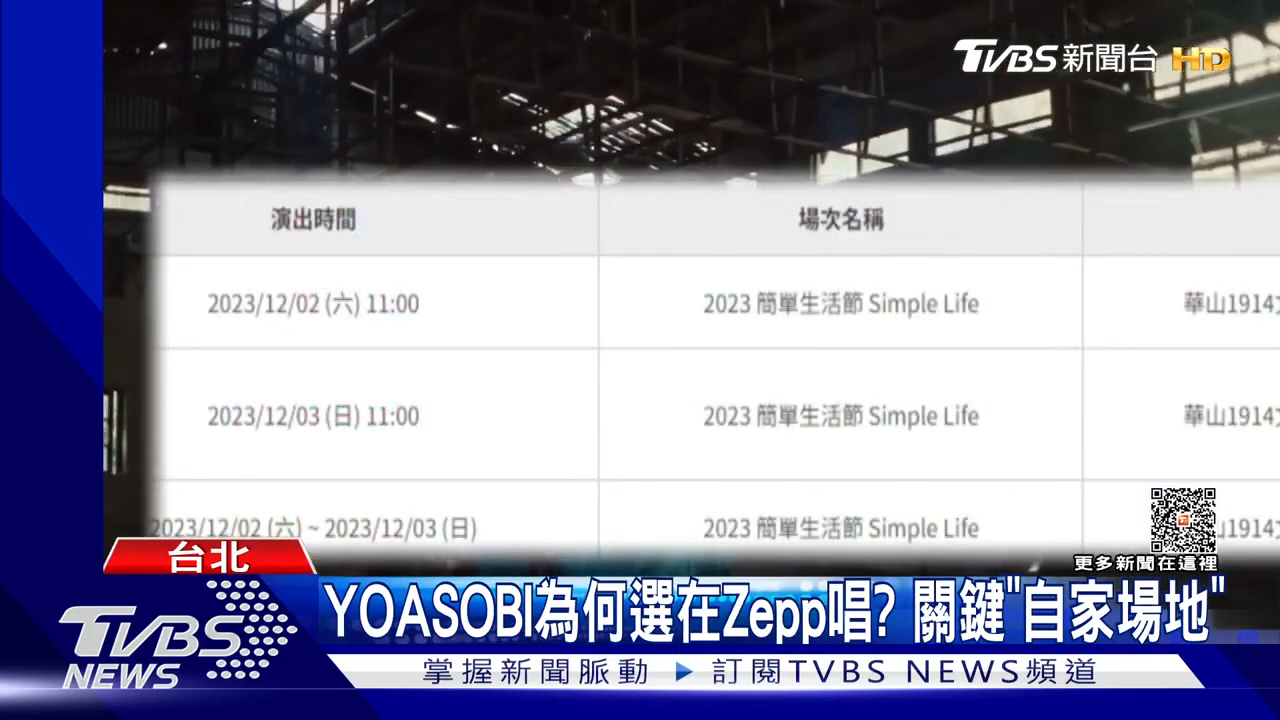 TVBS新聞台 HD
演出時間 場次名稱
2023/12/02 (六) 11:00 2023 簡單生活節 Simple Life 華山1914
2023/12/03 (日) 11:00 2023 簡單生活節 Simple Life 華山1914
2023/12/02 (六) ~ 2023/12/03 (日) 2023 簡單生活節 Simple Life 1914
更多新聞在這裡
台北
YOASOBI為何選在Zepp唱? 關鍵"自家場地"
TVBS
NEWS
掌握新聞脈動 ▶ 訂閱TVBS NEWS頻道